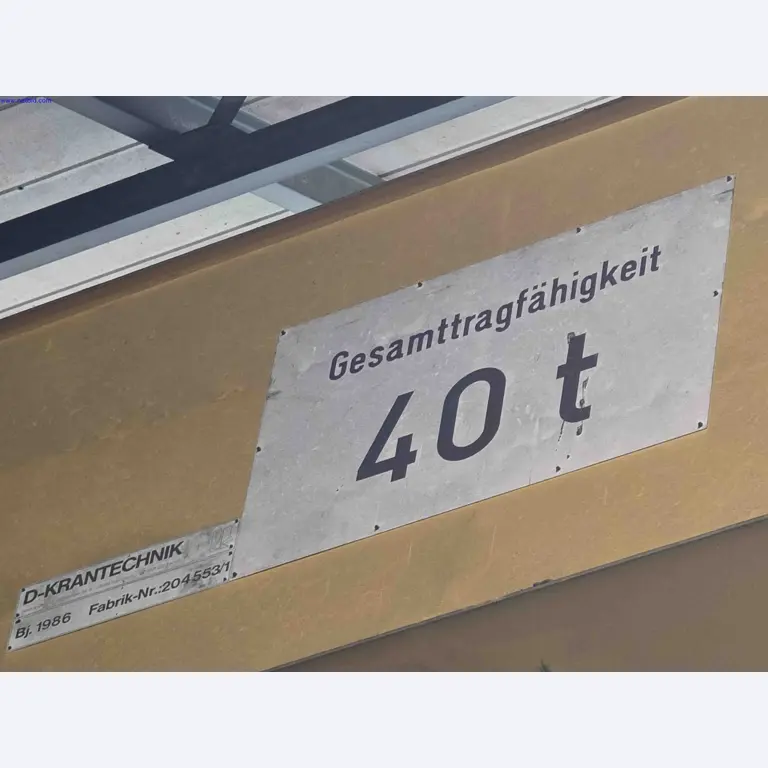 Gesamttragfähigkeit
40 t
D-KRANTECHNIK
Bj. 1986 Fabrik-Nr.:204553/1